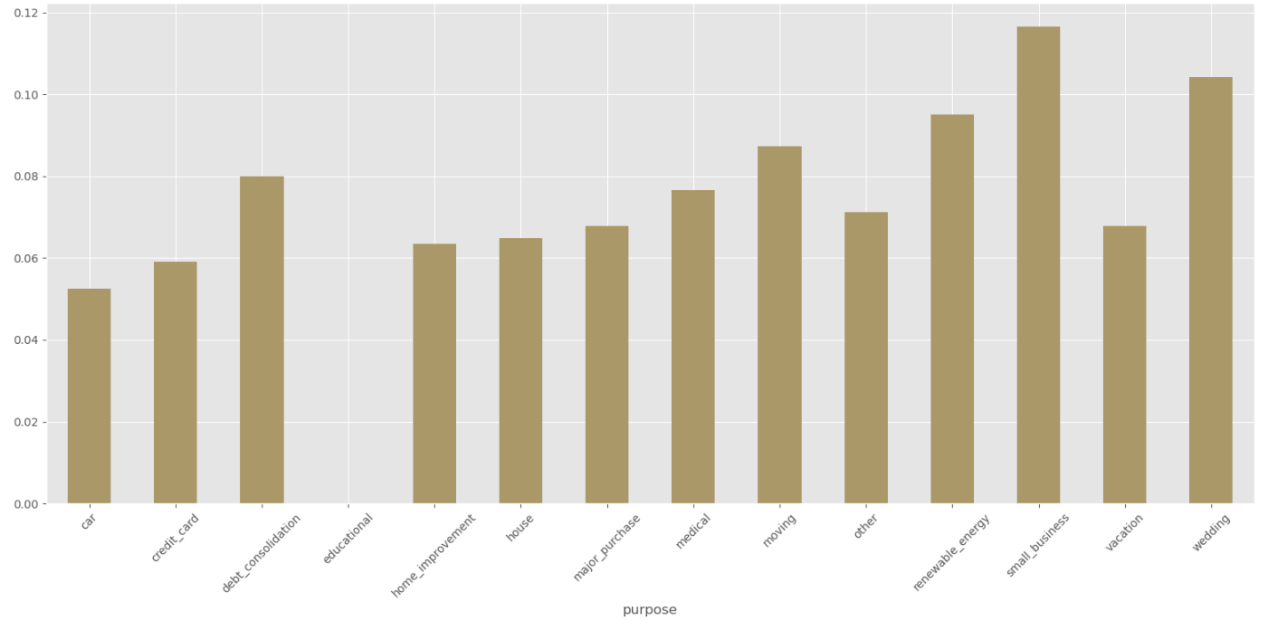 0.12
0.10
0.08
0.06
0.04
0.02
0.00
car
credit_card
debt_consolidation
educational
home_improvement
house
major_purchase
medical
moving
other
renewable_energy
small_business
vacation
wedding
purpose